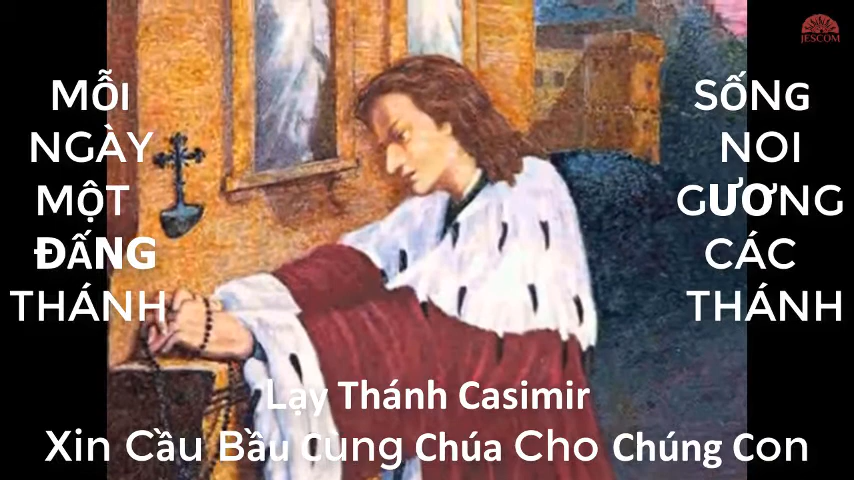 JESCOM
MỖI
NGÀY
MỘT
ĐẤNG
THÁNH
SỐNG
NOI
GƯƠNG
CÁC
THÁNH
Lạy Thánh Casimir
Xin Cầu Bầu Cung Chúa Cho Chúng Con